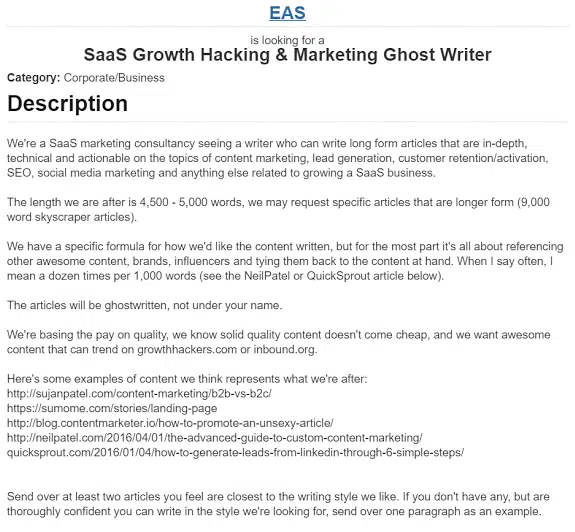 EAS
is looking for a
SaaS Growth Hacking & Marketing Ghost Writer
Category: Corporate/Business
Description
We're a SaaS marketing consultancy seeing a writer who can write long form articles that are in-depth,
technical and actionable on the topics of content marketing, lead generation, customer retention/activation,
SEO, social media marketing and anything else related to growing a SaaS business.
The length we are after is 4,500 - 5,000 words, we may request specific articles that are longer form (9,000
word skyscraper articles).
We have a specific formula for how we'd like the content written, but for the most part it's all about referencing
other awesome content, brands, influencers and tying them back to the content at hand. When I say often, I
mean a dozen times per 1,000 words (see the NeilPatel or QuickSprout article below).
The articles will be ghostwritten, not under your name.
We're basing the pay on quality, we know solid quality content doesn't come cheap, and we want awesome
content that can trend on growthhackers.com or inbound.org.
Here's some examples of content we think represents what we're after:
http://sujanpatel.com/content-marketing/b2b-vs-b2c/
https://sumome.com/stories/landing-page
http://blog.contentmarketer.io/how-to-promote-an-unsexy-article/
http://neilpatel.com/2016/04/01/the-advanced-guide-to-custom-content-marketing/
quicksprout.com/2016/01/04/how-to-generate-leads-from-linkedin-through-6-simple-steps/
Send over at least two articles you feel are closest to the writing style we like. If you don't have any, but are
thoroughly confident you can write in the style we're looking for, send over one paragraph as an example.